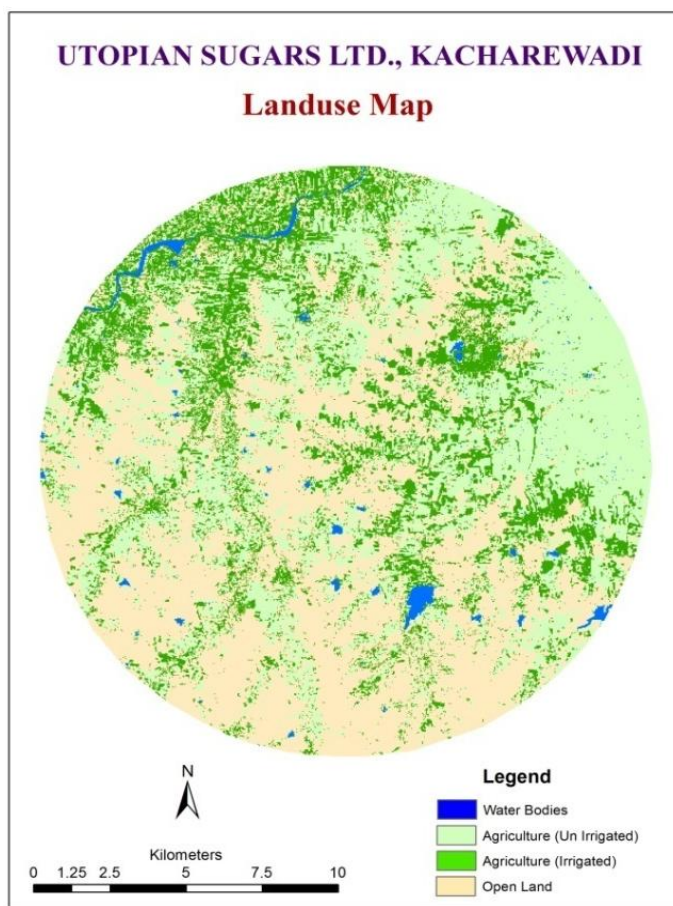 UTOPIAN SUGARS LTD., KACHAREWADI
Landuse Map
N
Kilometers
0 1.25 2.5 5 7.5 10
Legend
Water Bodies
Agriculture (Un Irrigated)
Agriculture (Irrigated)
Open Land